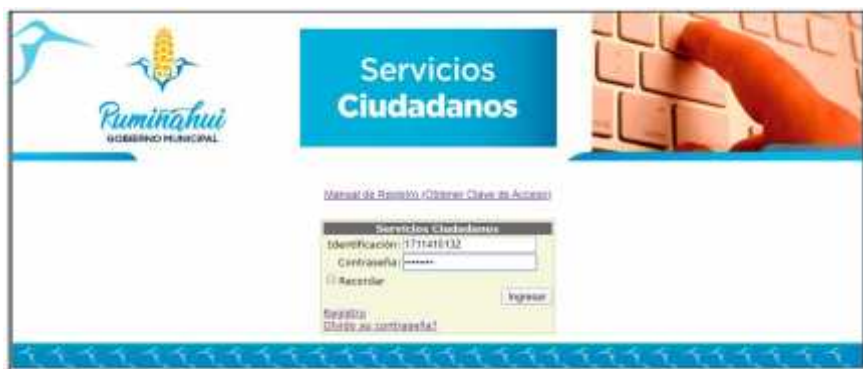 Rumiñahui
GOBIERNO MUNICIPAL
Servicios
Ciudadanos
Manual de Registro (Obtener Clave de Acceso)
Servicios Ciudadanos
Identificación: 1711410132
Contraseña: •••••••
Recordar
Ingresar
Registro
Olvido su contraseña?